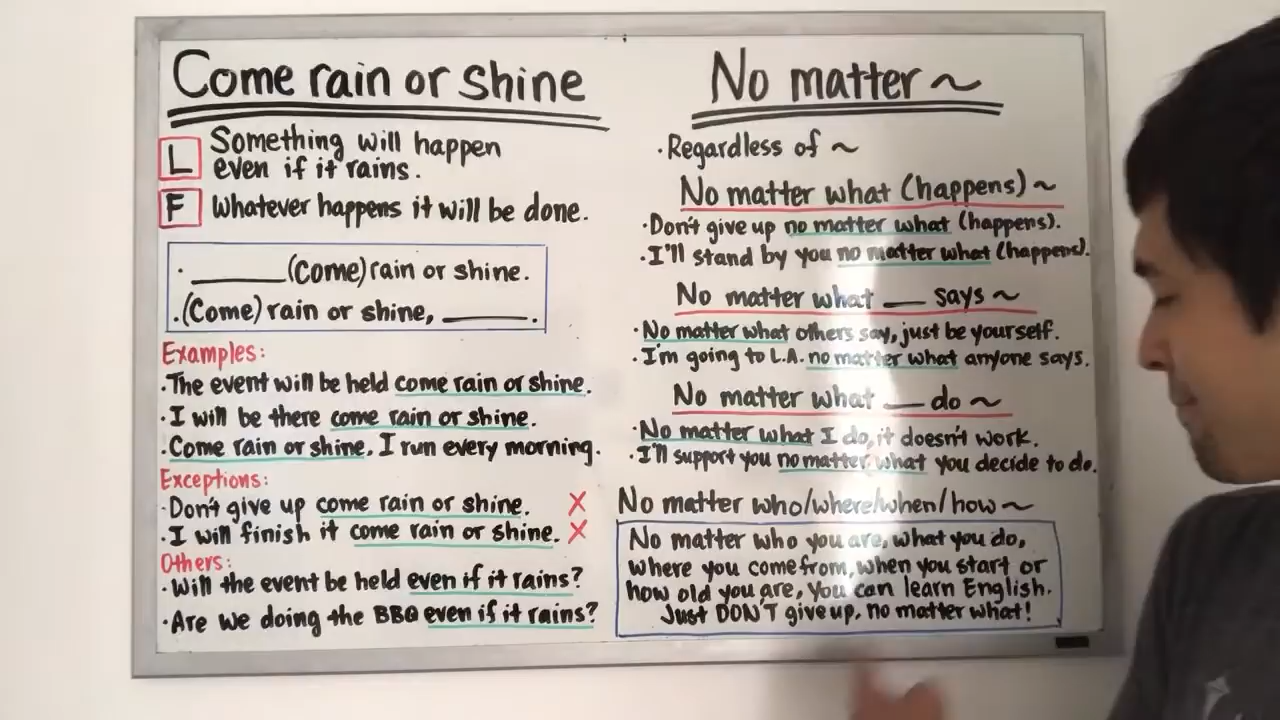 Come rain or shine
L Something will happen
even if it rains.
F Whatever happens it will be done.
· ______ (Come) rain or shine.
· (Come) rain or shine, ______.
Examples:
· The event will be held come rain or shine.
· I will be there come rain or shine.
· Come rain or shine, I run every morning.
Exceptions:
· Don't give up come rain or shine. X
· I will finish it come rain or shine. X
Others:
· Will the event be held even if it rains?
· Are we doing the BBQ even if it rains?
No matter ~
· Regardless of ~
No matter what (happens) ~
· Don't give up no matter what (happens).
· I'll stand by you no matter what (happens).
No matter what ___ says ~
· No matter what others say, just be yourself.
· I'm going to L.A. no matter what anyone says.
No matter what ___ do ~
· No matter what I do, it doesn't work.
· I'll support you no matter what you decide to do.
No matter who/where/when/how ~
No matter who you are, what you do,
where you come from, when you start or
how old you are, you can learn English.
Just DON'T give up, no matter what!